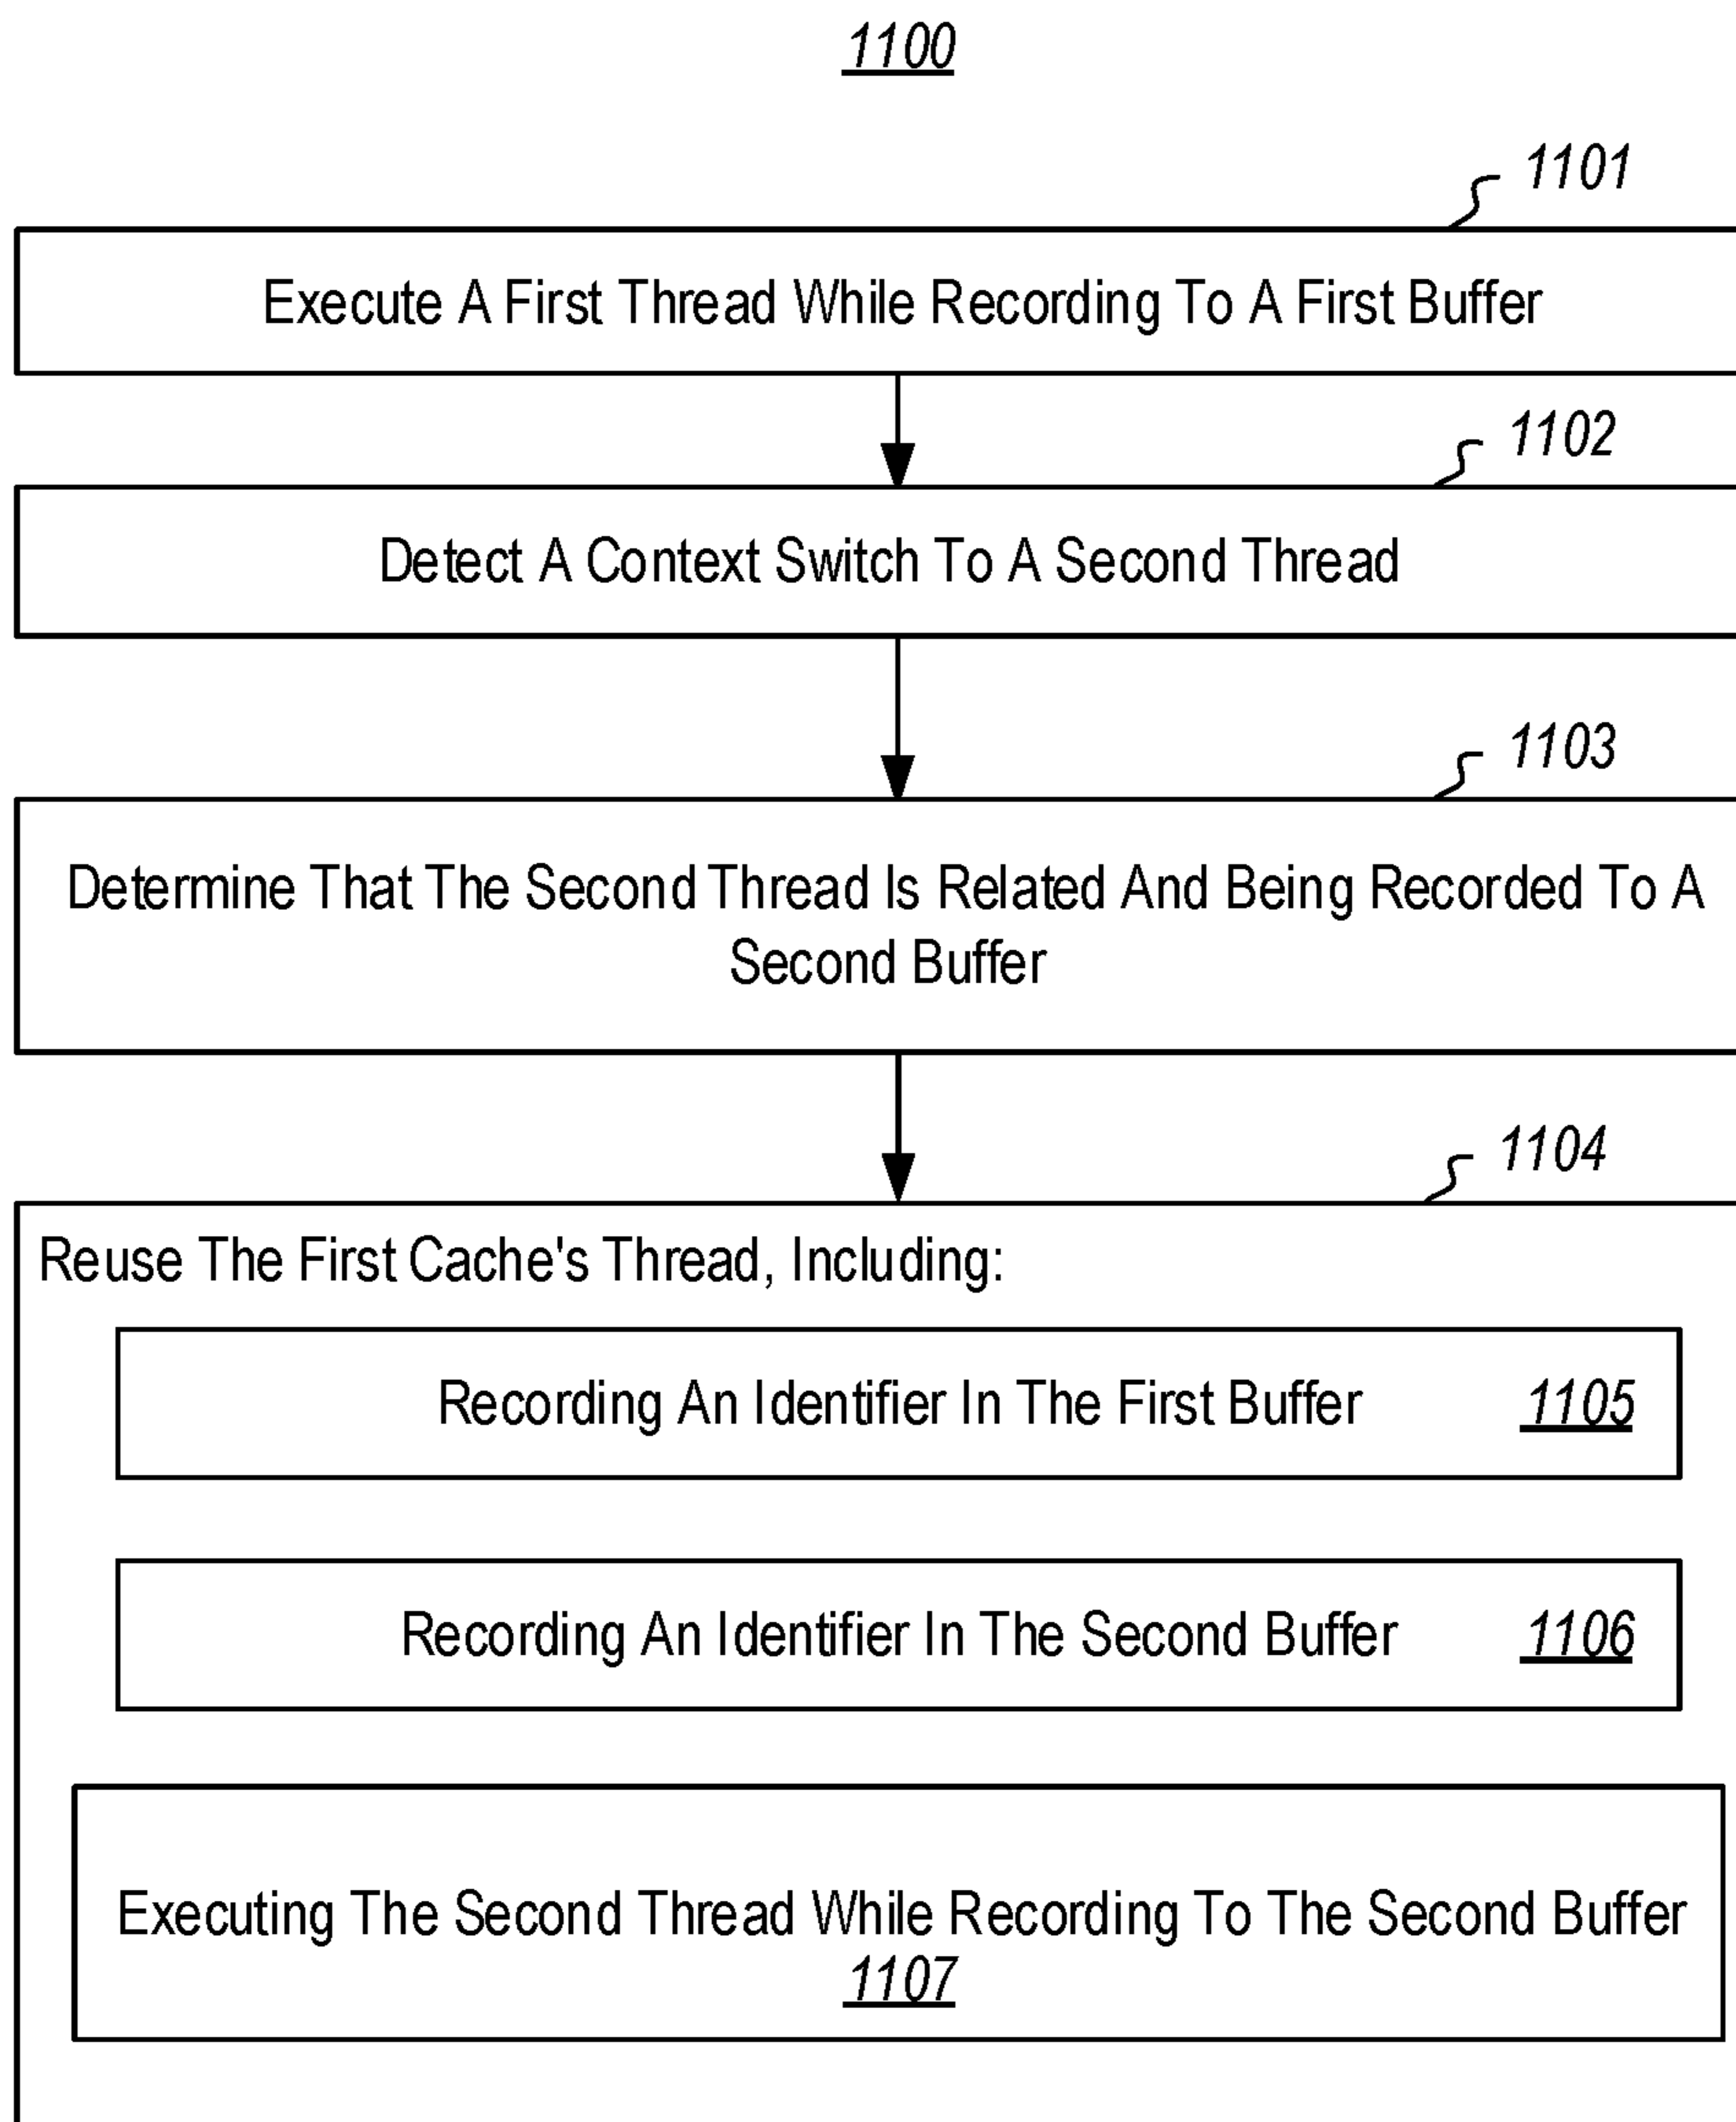 1100
1101
Execute A First Thread While Recording To A First Buffer
1102
Detect A Context Switch To A Second Thread
1103
Determine That The Second Thread Is Related And Being Recorded To A
Second Buffer
1104
Reuse The First Cache's Thread, Including:
Recording An Identifier In The First Buffer 1105
Recording An Identifier In The Second Buffer 1106
Executing The Second Thread While Recording To The Second Buffer
1107